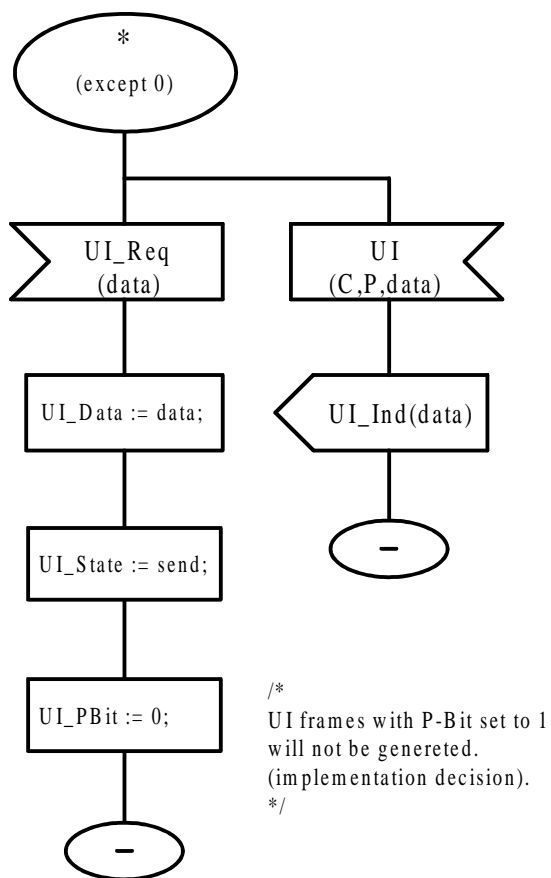 *
(except 0)
UI_Req
(data)
UI
(C,P,data)
UI_Data := data;
UI_Ind(data)
UI_State := send;
–
UI_PBit := 0;
/*
UI frames with P-Bit set to 1
will not be genereted.
(implementation decision).
*/
–